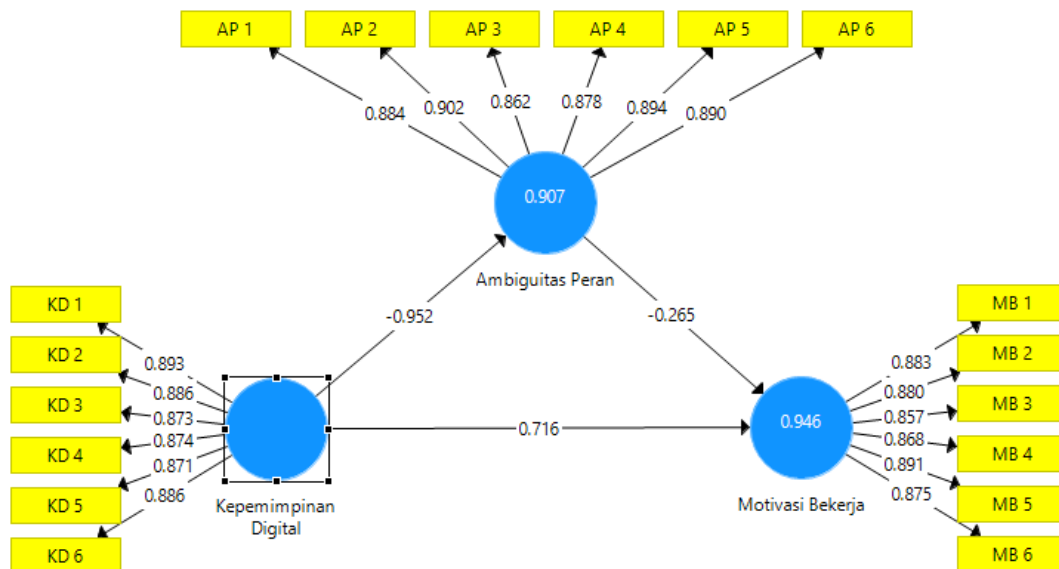 AP 1
AP 2
AP 3
AP 4
AP 5
AP 6
0.884
0.902
0.862
0.878
0.894
0.890
0.907
Ambiguitas Peran
-0.952
-0.265
KD 1
KD 2
KD 3
KD 4
KD 5
KD 6
0.893
0.886
0.873
0.874
0.871
0.886
Kepemimpinan
Digital
0.716
0.946
Motivasi Bekerja
0.883
0.880
0.857
0.868
0.891
0.875
MB 1
MB 2
MB 3
MB 4
MB 5
MB 6